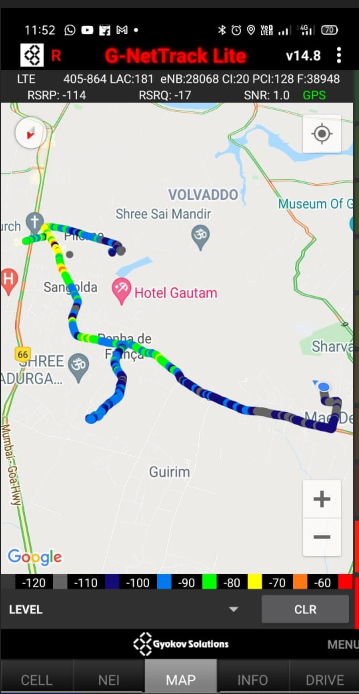 11:52
70
R G-NetTrack Lite v14.8
LTE 405-864 LAC:181 eNB:28068 CI:20 PCI:128 F:38948
RSRP: -114 RSRQ: -17 SNR: 1.0 GPS
VOLVADDO
Shree Sai Mandir
Museum Of G
urch
Pilerne
Sangolda
Hotel Gautam
Penha de
França
66
SHREE
ADURGA...
Sharva
Mae De
Guirim
Mumbai - Goa Hwy
+
−
Google
-120 -110 -100 -90 -80 -70 -60
LEVEL CLR
Gyokov Solutions
MENU
CELL NEI MAP INFO DRIVE